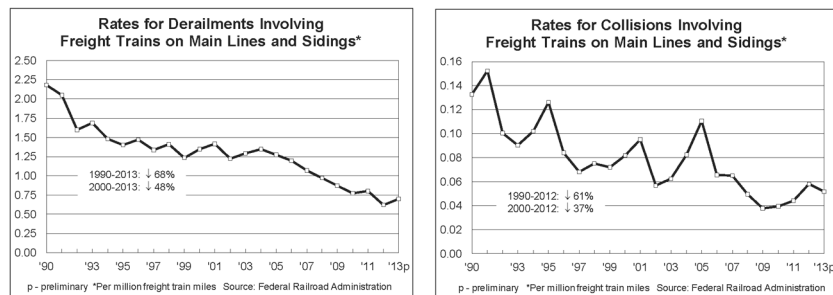 Rates for Derailments Involving
Freight Trains on Main Lines and Sidings*
2.50
2.25
2.00
1.75
1.50
1.25
1.00
0.75
0.50
0.25
0.00
1990-2013: ↓ 68%
2000-2013: ↓ 48%
'90 '93 '95 '97 '99 '01 '03 '05 '07 '09 '11 '13p
p - preliminary *Per million freight train miles Source: Federal Railroad Administration
Rates for Collisions Involving
Freight Trains on Main Lines and Sidings*
0.16
0.14
0.12
0.10
0.08
0.06
0.04
0.02
0.00
1990-2012: ↓ 61%
2000-2012: ↓ 37%
'90 '93 '95 '97 '99 '01 '03 '05 '07 '09 '11 '13p
p - preliminary *Per million freight train miles Source: Federal Railroad Administration